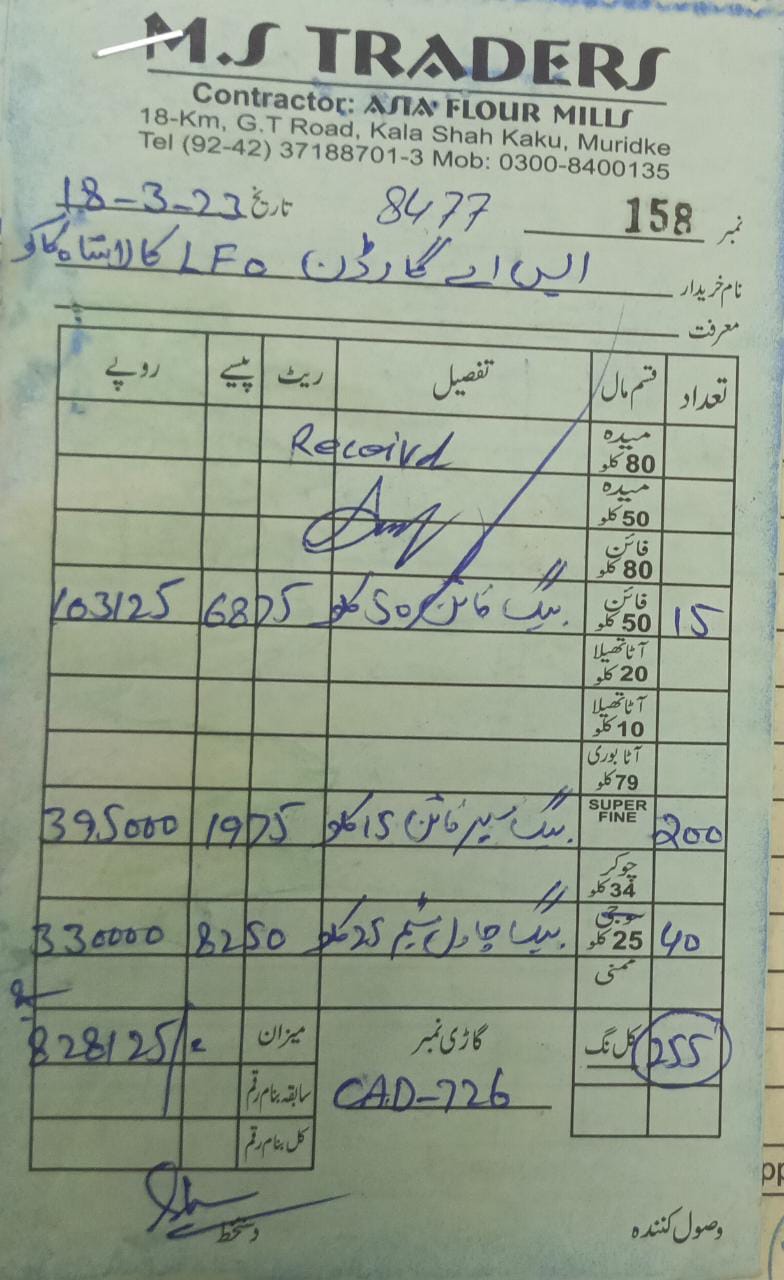 M.S TRADERS
Contractor: ASIA FLOUR MILLS
18-Km, G.T Road, Kala Shah Kaku, Muridke
Tel (92-42) 37188701-3 Mob: 0300-8400135
نمبر 158 8477 تاریخ 18-3-23
نام خریدار ایس اے گارڈن LFo کالا شاہ کاکو
معرفت
تعداد قسم مال تفصیل ریٹ پیسے روپے
میدہ 80 کلو Receivd
میدہ 50 کلو
فائن 80 کلو
15 فائن 50 کلو بیگ فائن 50 کلو 6875 103125
آٹا تھیلا 20 کلو
آٹا تھیلا 10 کلو
آٹا بوری 79 کلو
200 SUPER FINE بیگ سپر فائن 15 کلو 1975 395000
چوکر 34 کلو
40 سوجی 25 کلو بیگ چاول سٹیم 25 کلو 8250 330000
ممنی
255 کل نگ گاڑی نمبر میزان 828125/=
CAD-726 سابقہ بنام رقم
کل بنام رقم
وصول کنندہ دستخط